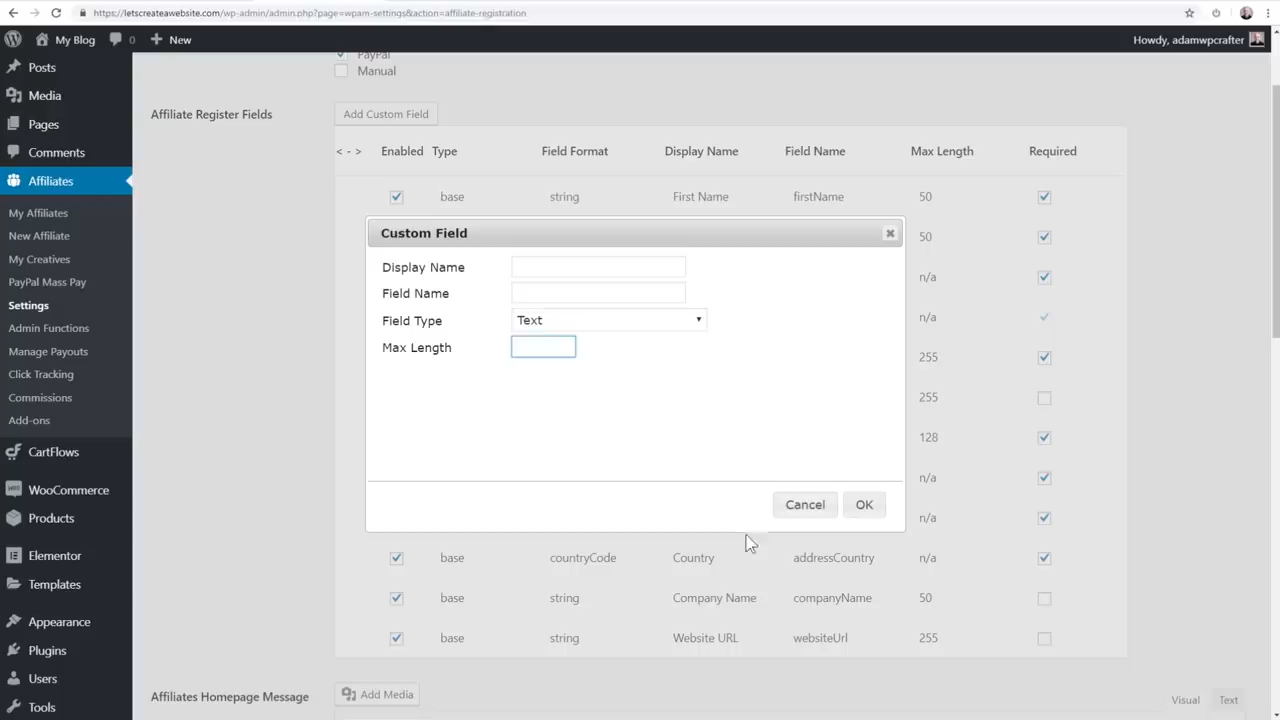 https://letscreateawebsite.com/wp-admin/admin.php?page=wpam-settings&action=affiliate-registration
My Blog 0 New Howdy, adamwpcrafter
Posts
Media
Pages
Comments
Affiliates
My Affiliates
New Affiliate
My Creatives
PayPal Mass Pay
Settings
Admin Functions
Manage Payouts
Click Tracking
Commissions
Add-ons
CartFlows
WooCommerce
Products
Elementor
Templates
Appearance
Plugins
Users
Tools
PayPal
Manual
Affiliate Register Fields Add Custom Field
< - > Enabled Type Field Format Display Name Field Name Max Length Required
base string First Name firstName 50
50
n/a
n/a
255
255
128
n/a
n/a
Custom Field
Display Name
Field Name
Field Type Text
Max Length
Cancel OK
base countryCode Country addressCountry n/a
base string Company Name companyName 50
base string Website URL websiteUrl 255
Affiliates Homepage Message Add Media Visual Text